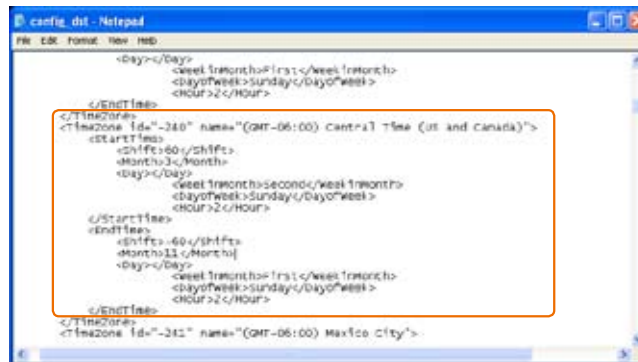 config_dst - Notepad
File Edit Format View Help
<Day></Day>
<WeekInMonth>First</WeekInMonth>
<DayofWeek>Sunday</DayofWeek>
<Hour>2</Hour>
</EndTime>
</TimeZone>
<TimeZone id="-240" name="(GMT-06:00) Central Time (US and Canada)">
<StartTime>
<Shift>60</Shift>
<Month>3</Month>
<Day></Day>
<WeekInMonth>Second</WeekInMonth>
<DayofWeek>Sunday</DayofWeek>
<Hour>2</Hour>
</StartTime>
<EndTime>
<Shift>-60</Shift>
<Month>11</Month>
<Day></Day>
<WeekInMonth>First</WeekInMonth>
<DayofWeek>Sunday</DayofWeek>
<Hour>2</Hour>
</EndTime>
</TimeZone>
<TimeZone id="-241" name="(GMT-06:00) Mexico City">